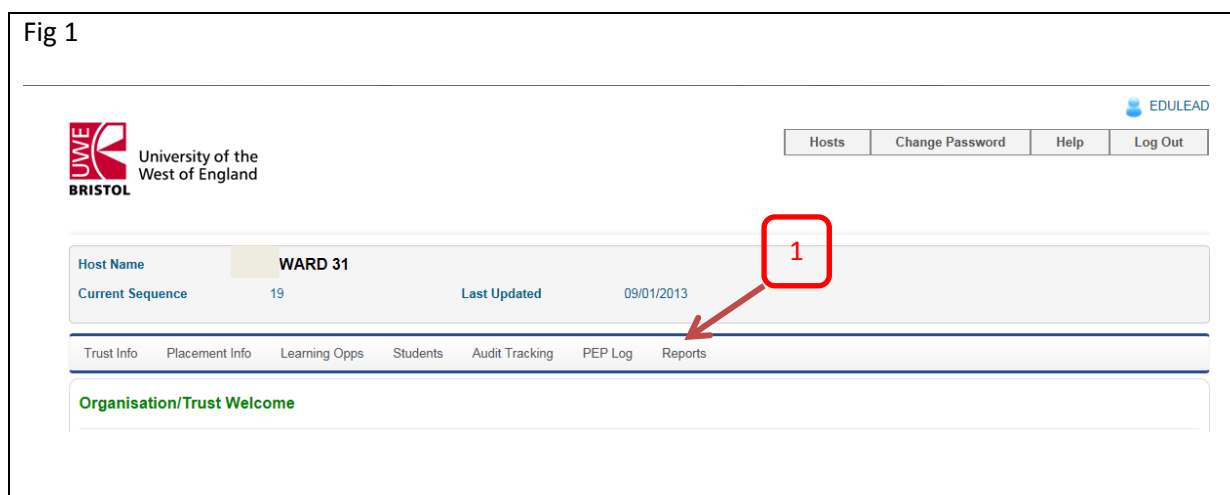 Fig 1
EDULEAD
Hosts Change Password Help Log Out
UWE
BRISTOL
University of the
West of England
1
Host Name WARD 31
Current Sequence 19 Last Updated 09/01/2013
Trust Info Placement Info Learning Opps Students Audit Tracking PEP Log Reports
Organisation/Trust Welcome